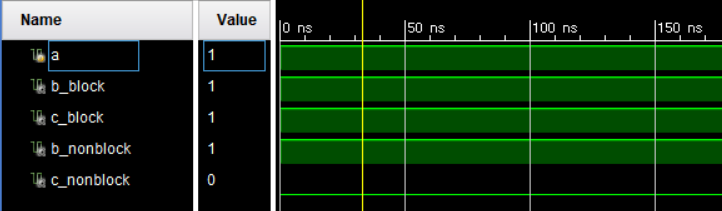 Name Value
0 ns 50 ns 100 ns 150 ns
a 1
b_block 1
c_block 1
b_nonblock 1
c_nonblock 0